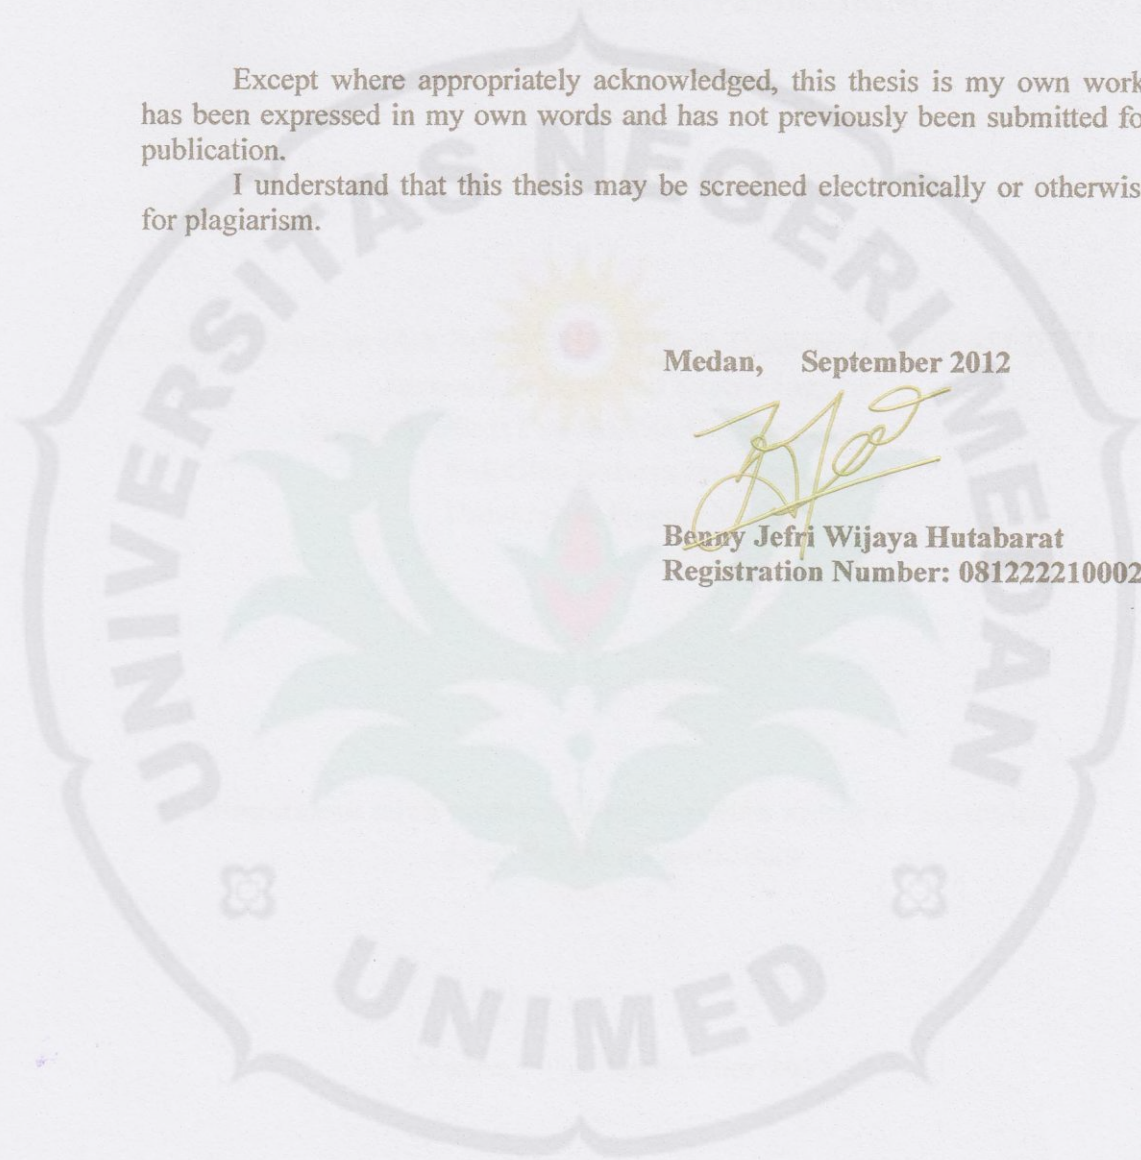 Except where appropriately acknowledged, this thesis is my own work
has been expressed in my own words and has not previously been submitted fo
publication.
I understand that this thesis may be screened electronically or otherwis
for plagiarism.
UNIVERSITAS NEGERI MEDAN
Medan, September 2012
Benny Jefri Wijaya Hutabarat
Registration Number: 081222210002
UNIMED